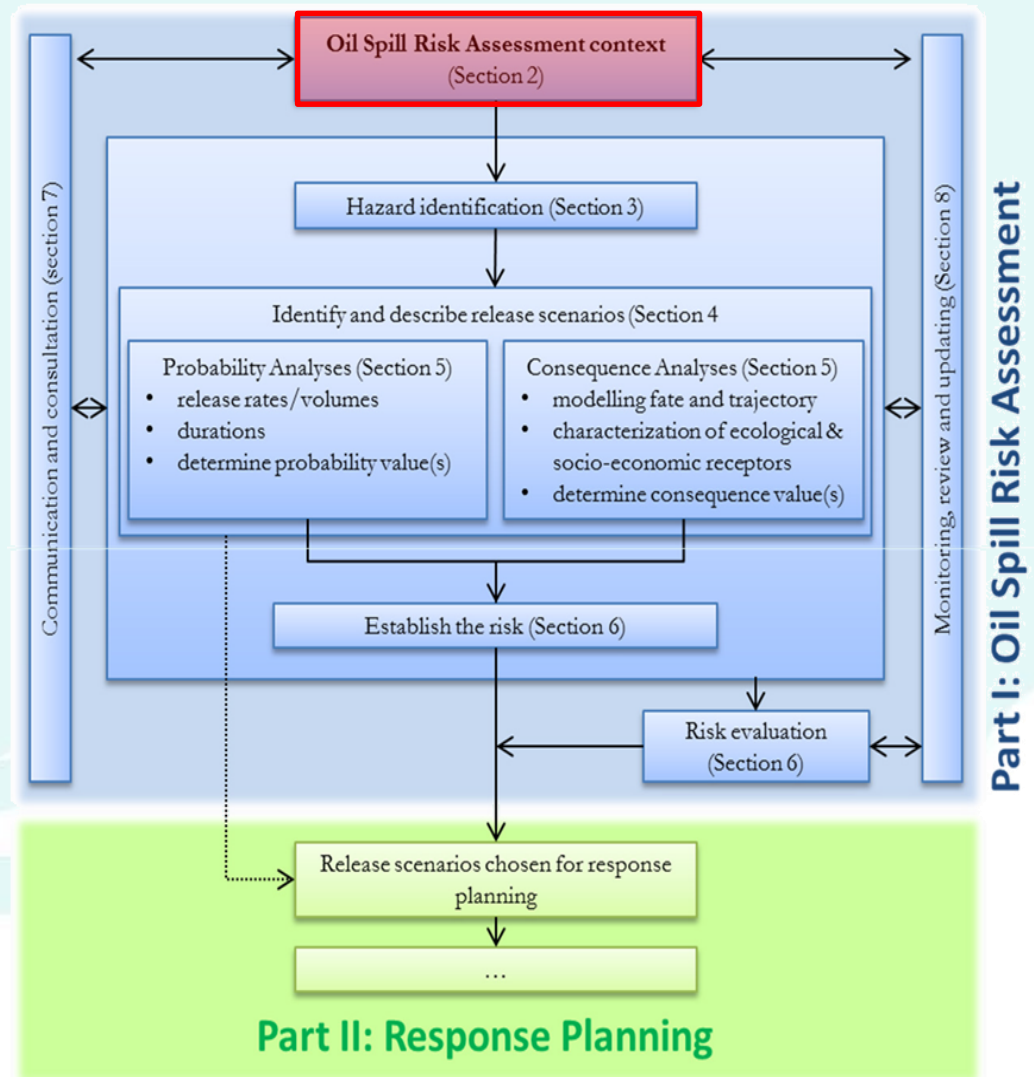 Oil Spill Risk Assessment context
(Section 2)
Communication and consultation (section 7)
Monitoring, review and updating (Section 8)
Part I: Oil Spill Risk Assessment
Hazard identification (Section 3)
Identify and describe release scenarios (Section 4
Probability Analyses (Section 5)
• release rates/volumes
• durations
• determine probability value(s)
Consequence Analyses (Section 5)
• modelling fate and trajectory
• characterization of ecological &
socio-economic receptors
• determine consequence value(s)
Establish the risk (Section 6)
Risk evaluation
(Section 6)
Release scenarios chosen for response
planning
…
Part II: Response Planning